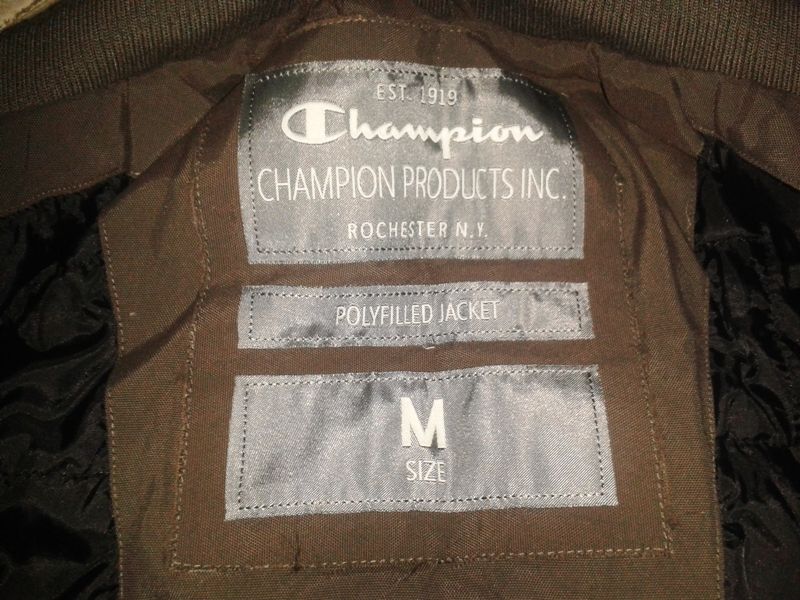 EST. 1919
Champion
CHAMPION PRODUCTS INC.
ROCHESTER N.Y.
POLYFILLED JACKET
M
SIZE